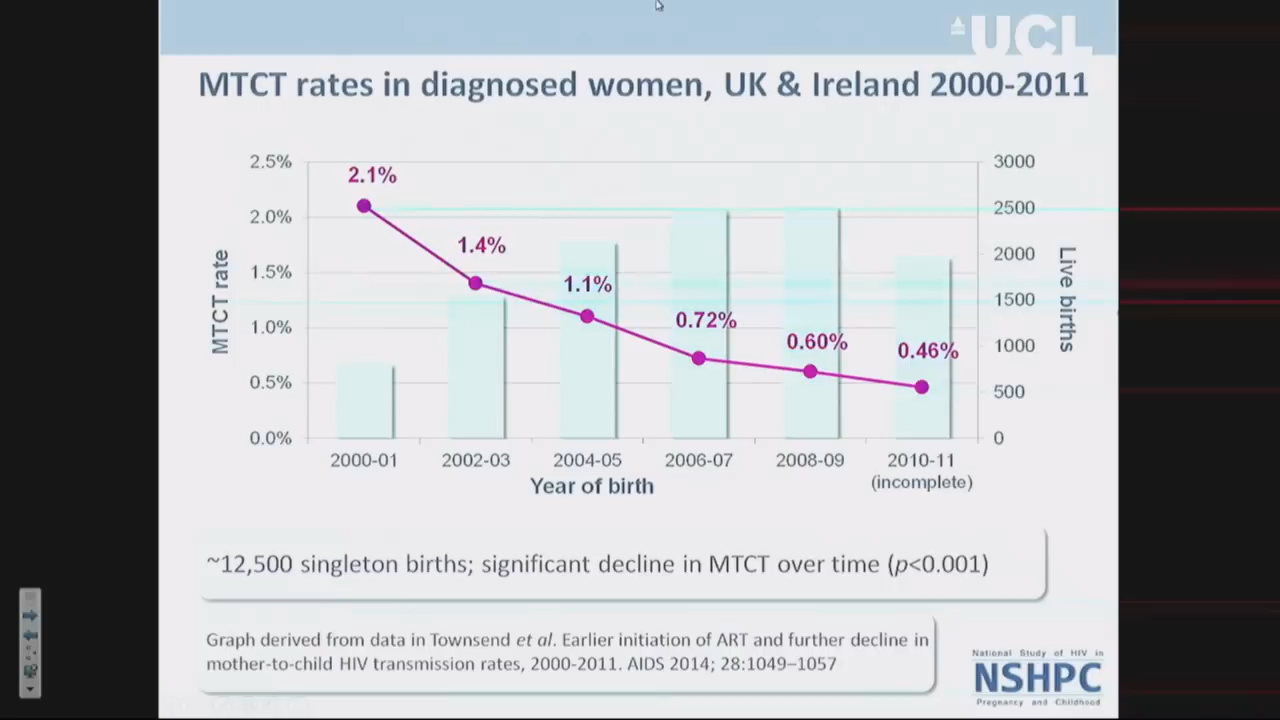 UCL
MTCT rates in diagnosed women, UK & Ireland 2000-2011
MTCT rate
2.5%
2.0%
1.5%
1.0%
0.5%
0.0%
2.1%
1.4%
1.1%
0.72%
0.60%
0.46%
3000
2500
2000
1500
1000
500
0
Live births
2000-01
2002-03
2004-05
2006-07
2008-09
2010-11
(incomplete)
Year of birth
~12,500 singleton births; significant decline in MTCT over time (p<0.001)
Graph derived from data in Townsend et al. Earlier initiation of ART and further decline in
mother-to-child HIV transmission rates, 2000-2011. AIDS 2014; 28:1049–1057
National Study of HIV in
NSHPC
Pregnancy and Childhood